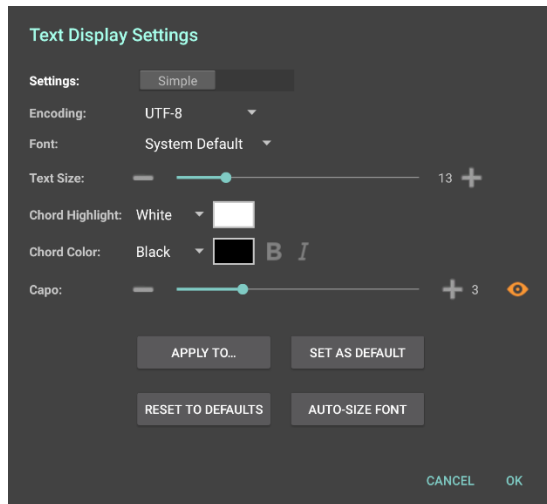 Text Display Settings
Settings: Simple
Encoding: UTF-8
Font: System Default
Text Size: 13
Chord Highlight: White
Chord Color: Black B I
Capo: 3
APPLY TO... SET AS DEFAULT
RESET TO DEFAULTS AUTO-SIZE FONT
CANCEL OK